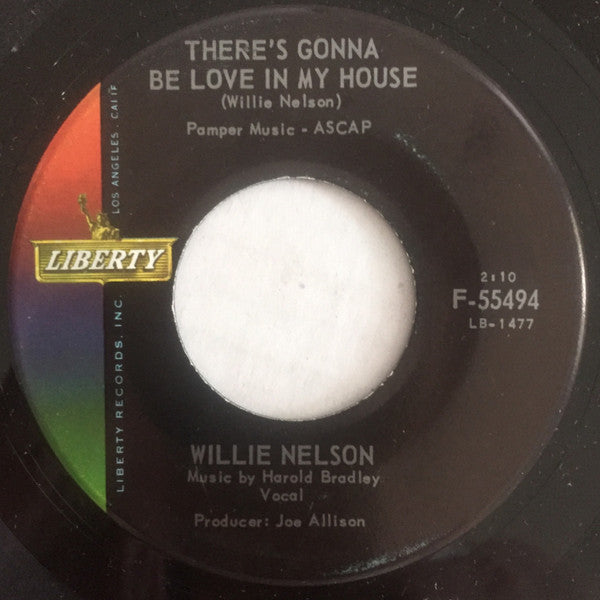 THERE'S GONNA
BE LOVE IN MY HOUSE
(Willie Nelson)
Pamper Music - ASCAP
LIBERTY
LIBERTY RECORDS, INC.
LOS ANGELES, CALIF
2:10
F-55494
LB-1477
WILLIE NELSON
Music by Harold Bradley
Vocal
Producer: Joe Allison